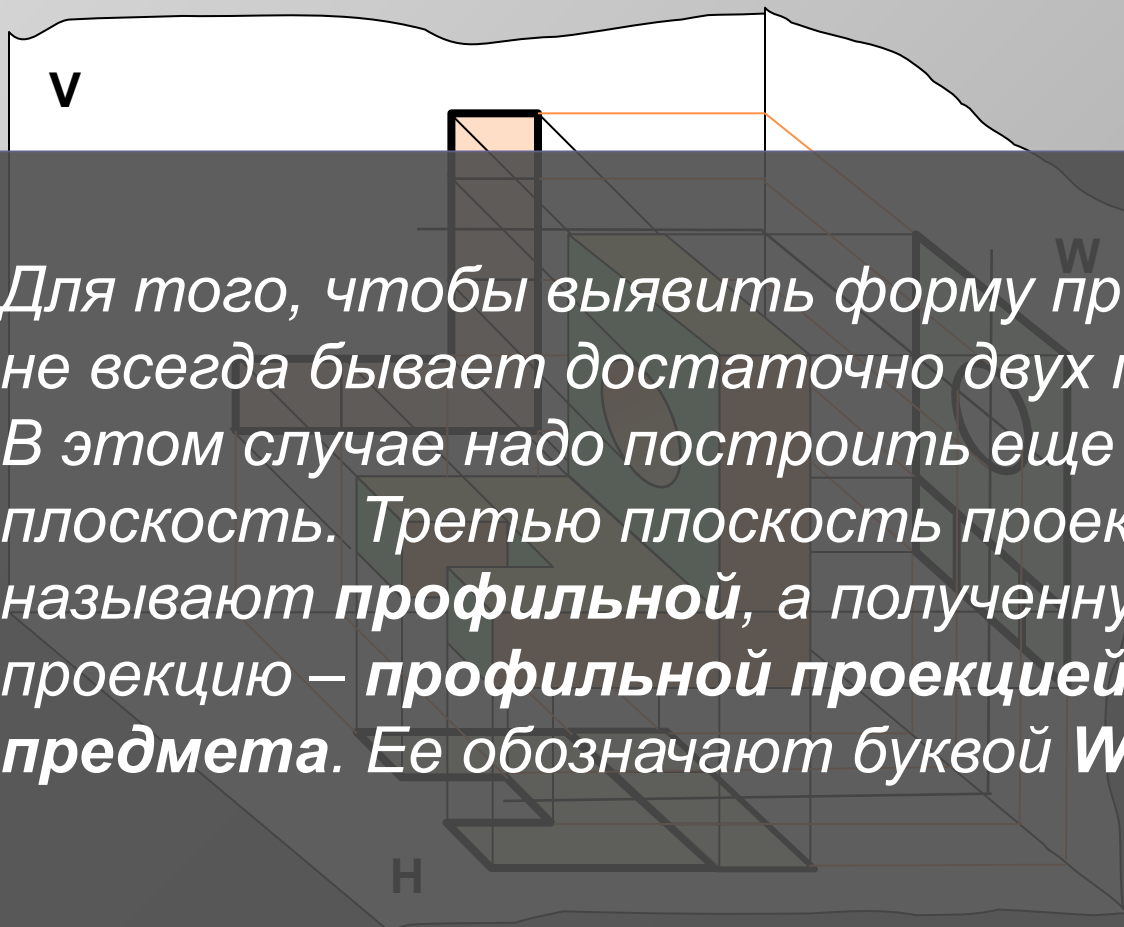 V
W
Для того, чтобы выявить форму пр
не всегда бывает достаточно двух
В этом случае надо построить еще
плоскость. Третью плоскость проек
называют профильной, а полученну
проекцию – профильной проекцией
предмета. Ее обозначают буквой W
H